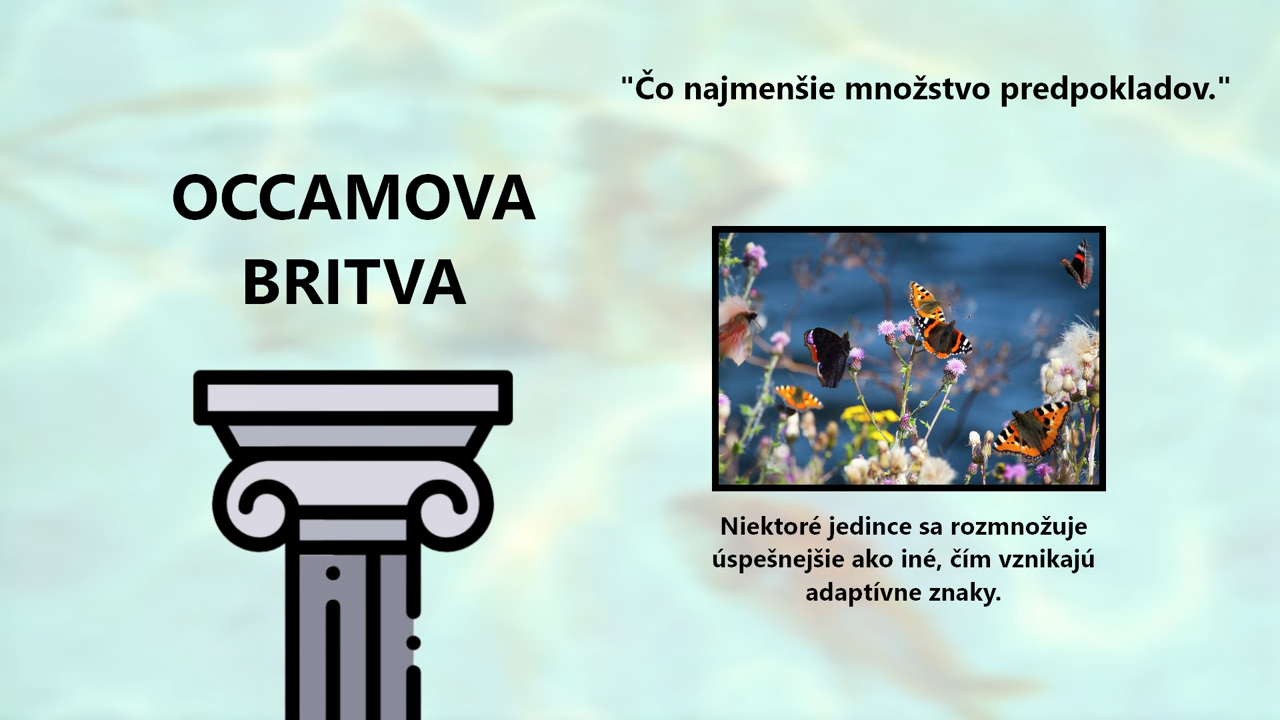 "Čo najmenšie množstvo predpokladov."
OCCAMOVA
BRITVA
Niektoré jedince sa rozmnožuje
úspešnejšie ako iné, čím vznikajú
adaptívne znaky.